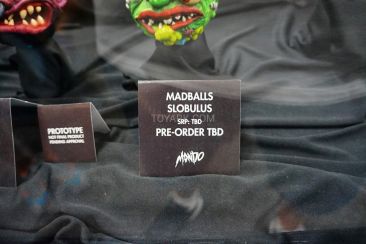 MADBALLS
SLOBULUS
SRP: TBD
PRE-ORDER TBD
MONDO
PROTOTYPE
NOT FINAL PRODUCT
PENDING APPROVAL
TOYARK.COM